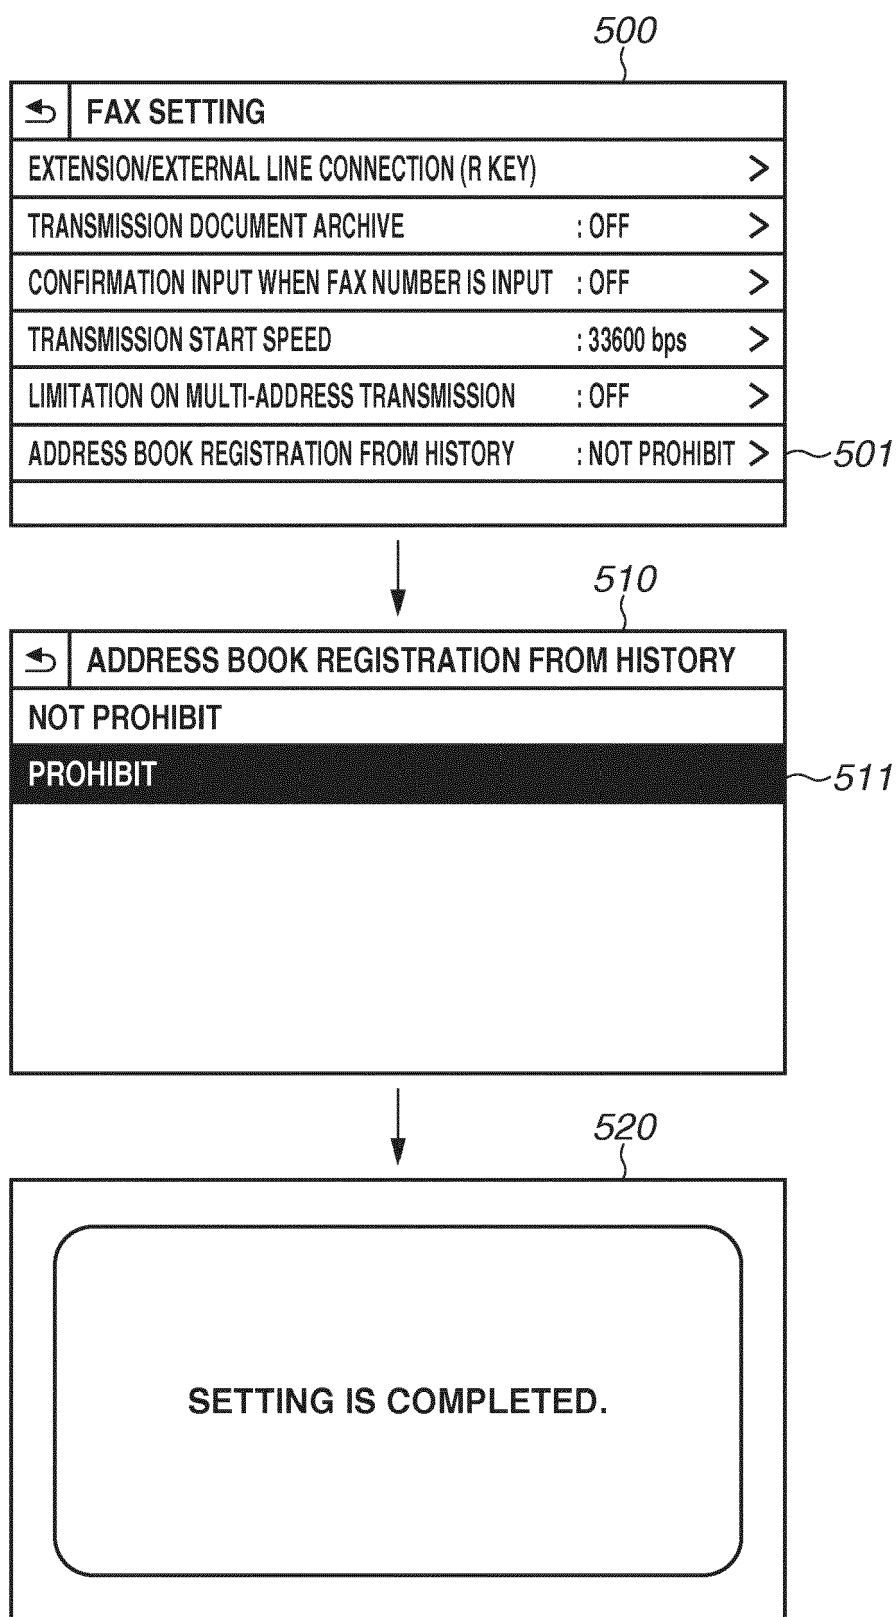 500
FAX SETTING
EXTENSION/EXTERNAL LINE CONNECTION (R KEY) >
TRANSMISSION DOCUMENT ARCHIVE : OFF >
CONFIRMATION INPUT WHEN FAX NUMBER IS INPUT : OFF >
TRANSMISSION START SPEED : 33600 bps >
LIMITATION ON MULTI-ADDRESS TRANSMISSION : OFF >
ADDRESS BOOK REGISTRATION FROM HISTORY : NOT PROHIBIT > 501
510
ADDRESS BOOK REGISTRATION FROM HISTORY
NOT PROHIBIT
PROHIBIT 511
520
SETTING IS COMPLETED.